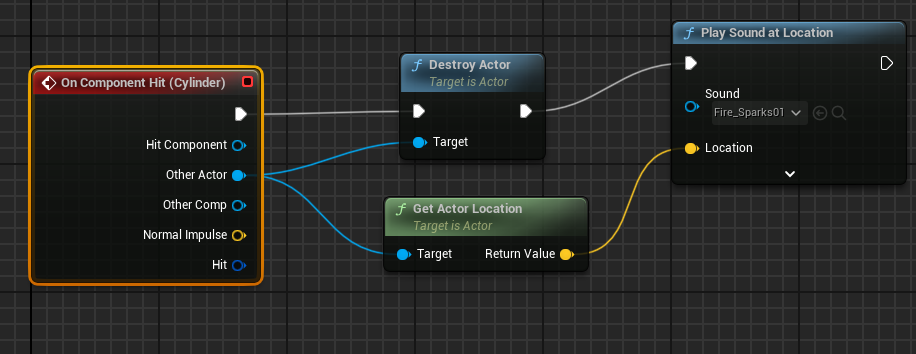 On Component Hit (Cylinder)
Hit Component
Other Actor
Other Comp
Normal Impulse
Hit
Destroy Actor
Target is Actor
Target
Get Actor Location
Target is Actor
Target Return Value
Play Sound at Location
Sound
Fire_Sparks01
Location